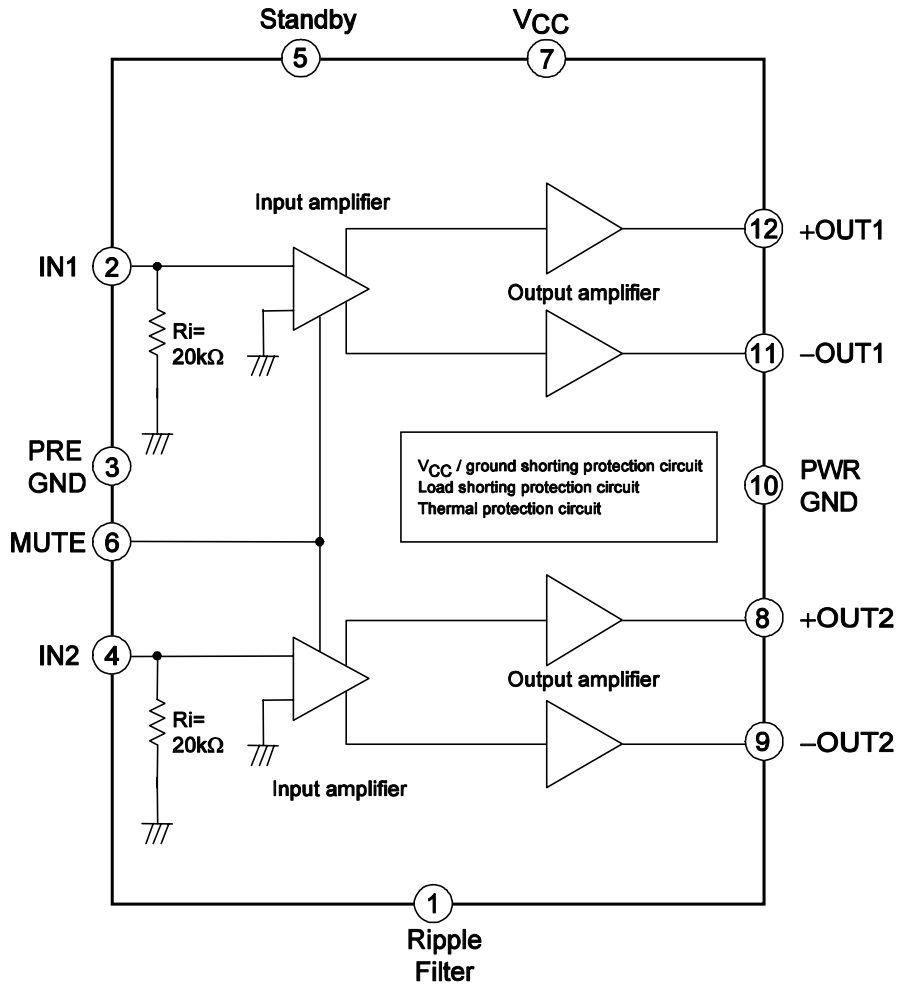 Standby
VCC
5
7
Input amplifier
12 +OUT1
IN1 2
Output amplifier
Ri=
20kΩ
11 –OUT1
PRE
GND
3
VCC / ground shorting protection circuit
Load shorting protection circuit
Thermal protection circuit
10
PWR
GND
MUTE 6
8 +OUT2
IN2 4
Output amplifier
Ri=
20kΩ
9 –OUT2
Input amplifier
1
Ripple
Filter